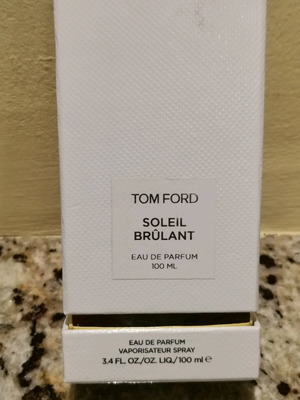 TOM FORD
SOLEIL
BRÛLANT
EAU DE PARFUM
100 ML
EAU DE PARFUM
VAPORISATEUR SPRAY
3.4 FL. OZ./OZ. LIQ./100 ml ℮